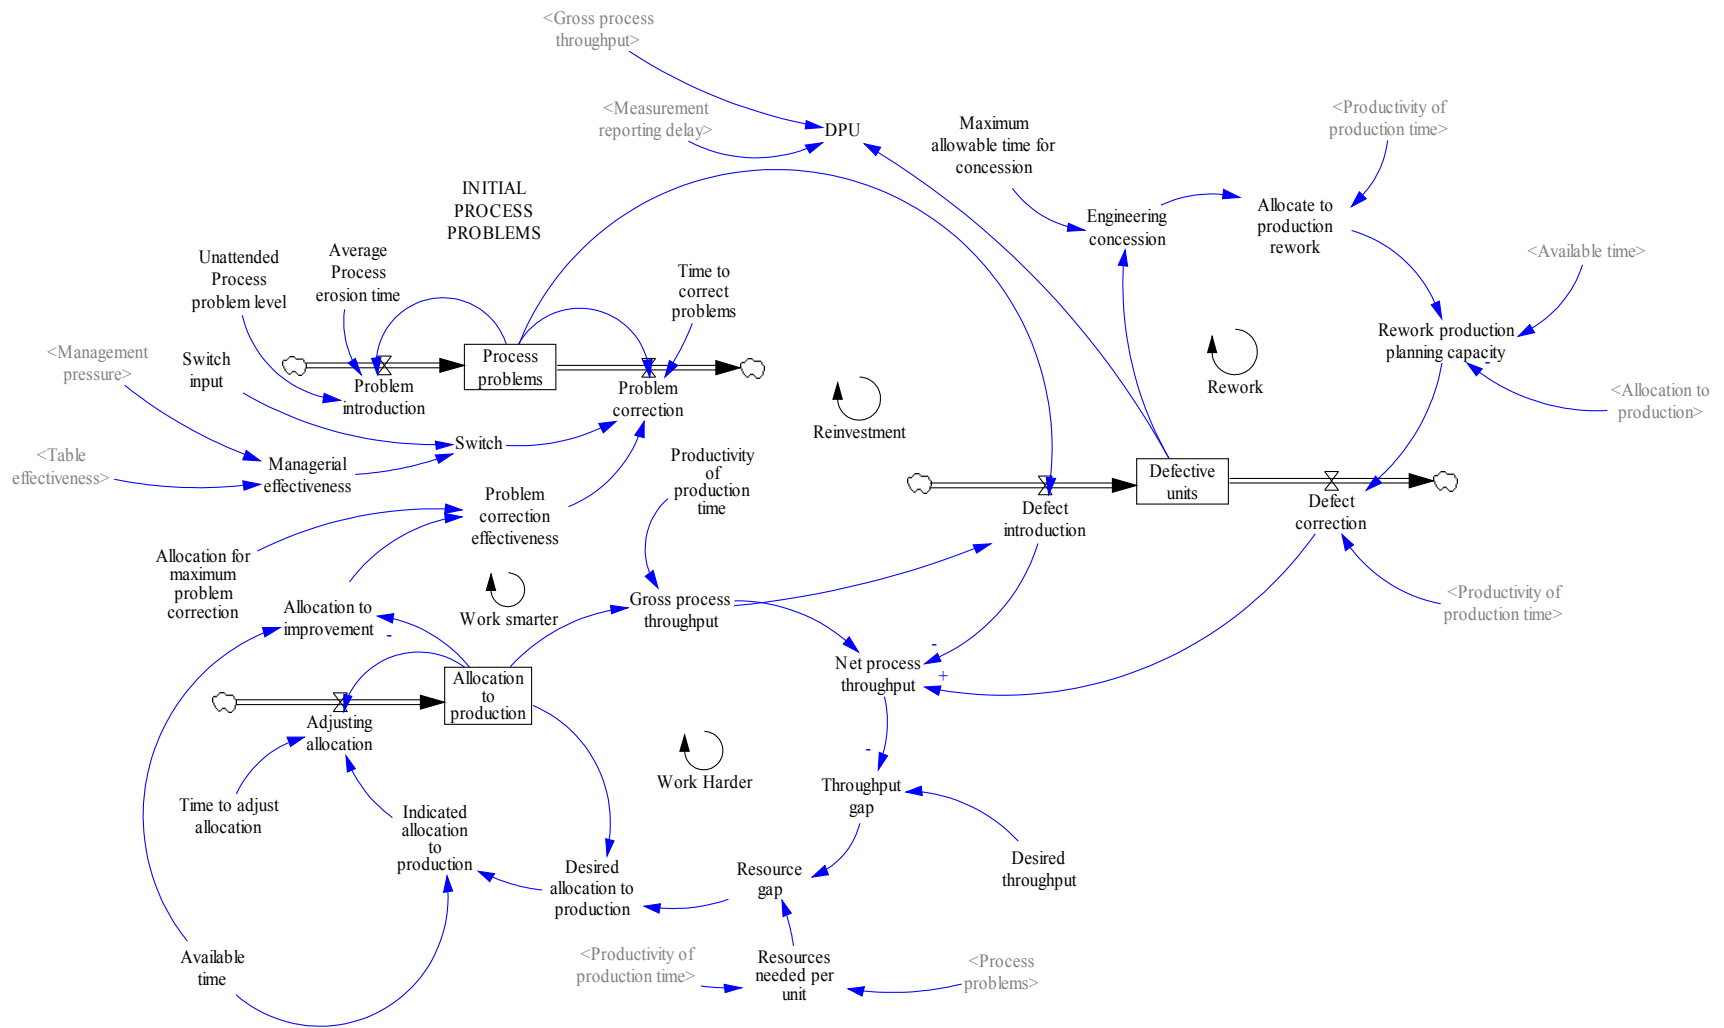 <Gross process
throughput>
<Measurement
reporting delay>
DPU
Maximum
allowable time for
concession
<Productivity of
production time>
INITIAL
PROCESS
PROBLEMS
Engineering
concession
Allocate to
production
rework
Unattended
Process
problem level
Average
Process
erosion time
Time to
correct
problems
<Available time>
<Management
pressure>
Switch
input
Process
problems
Problem
introduction
Problem
correction
Rework production
planning capacity
-
Rework
<Allocation to
production>
Reinvestment
<Table
effectiveness>
Managerial
effectiveness
Switch
Productivity
of
production
time
Defective
units
Problem
correction
effectiveness
Defect
introduction
Defect
correction
Allocation for
maximum
problem
correction
Allocation to
improvement
-
Work smarter
Gross process
throughput
<Productivity of
production time>
-
Net process
throughput
+
Allocation
to
production
Adjusting
allocation
Work Harder
-
Throughput
gap
Time to adjust
allocation
Indicated
allocation
to
production
Desired
allocation to
production
Resource
gap
Desired
throughput
Available
time
<Productivity of
production time>
Resources
needed per
unit
<Process
problems>